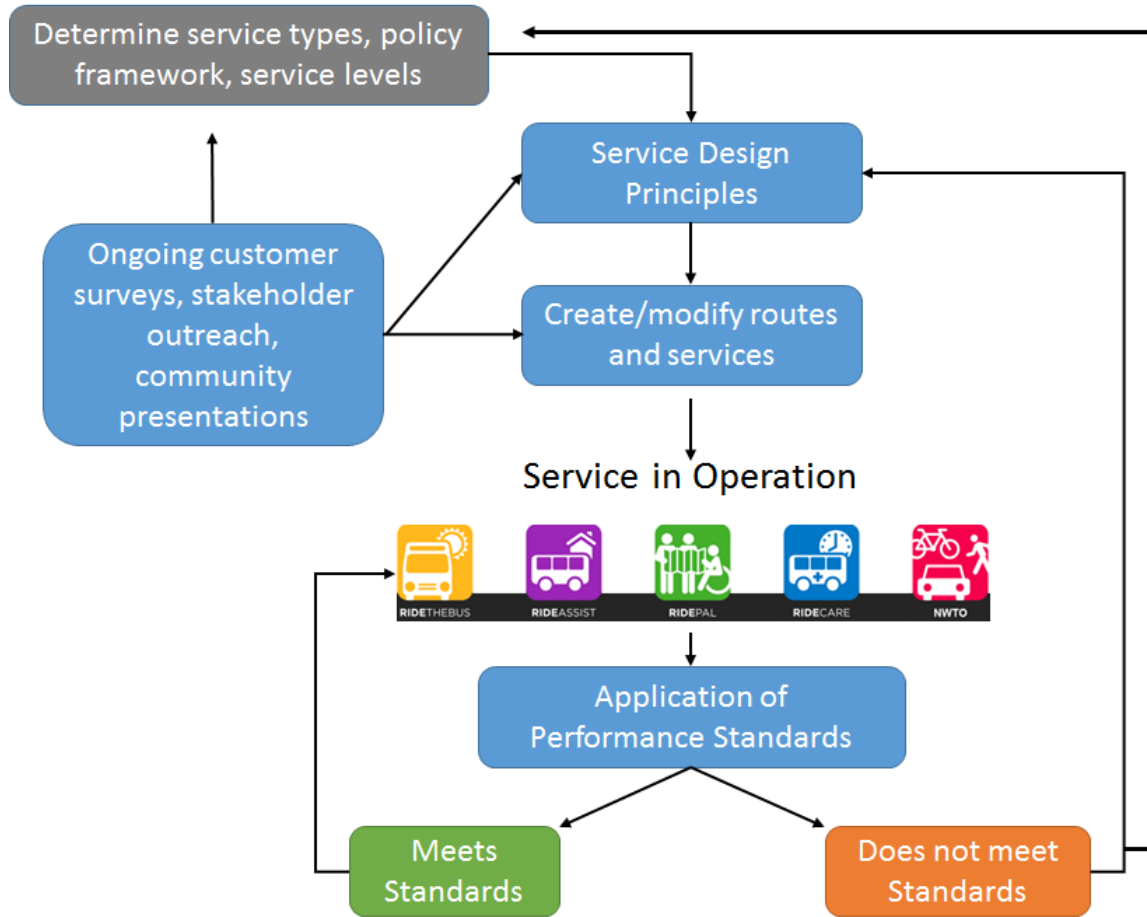 Determine service types, policy
framework, service levels
Service Design
Principles
Ongoing customer
surveys, stakeholder
outreach,
community
presentations
Create/modify routes
and services
Service in Operation
RIDETHEBUS
RIDEASSIST
RIDEPAL
RIDECARE
NWTO
Application of
Performance Standards
Meets
Standards
Does not meet
Standards